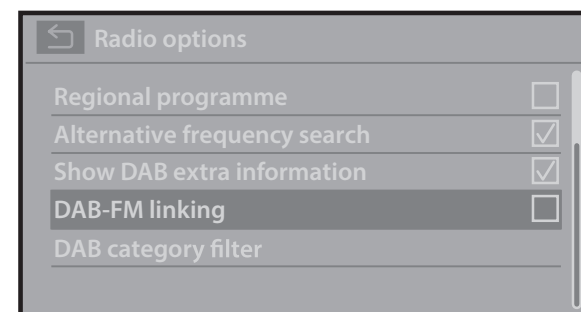 Radio options
Regional programme
Alternative frequency search
Show DAB extra information
DAB-FM linking
DAB category filter